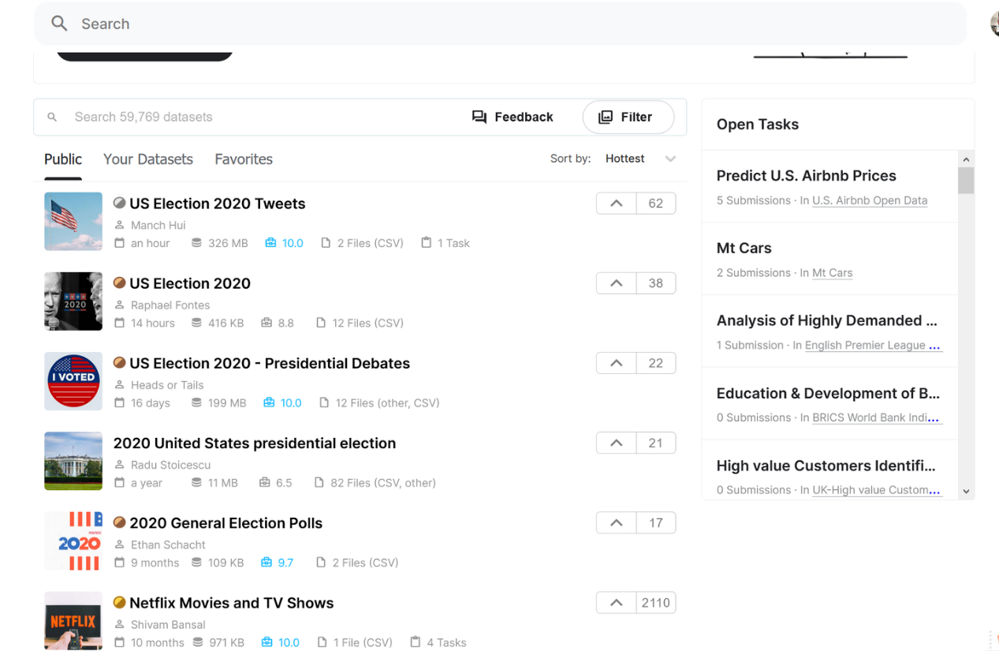 Search
Search 59,769 datasets
Feedback
Filter
Public
Your Datasets
Favorites
Sort by:
Hottest
US Election 2020 Tweets
62
Manch Hui
an hour 326 MB 10.0 2 Files (CSV) 1 Task
2020
US Election 2020
38
Raphael Fontes
14 hours 416 KB 8.8 12 Files (CSV)
I VOTED
US Election 2020 - Presidential Debates
22
Heads or Tails
16 days 199 MB 10.0 12 Files (other, CSV)
2020 United States presidential election
21
Radu Stoicescu
a year 11 MB 6.5 82 Files (CSV, other)
POLITICO
2020
2020 General Election Polls
17
Ethan Schacht
9 months 109 KB 9.7 2 Files (CSV)
NETFLIX
Netflix Movies and TV Shows
2110
Shivam Bansal
10 months 971 KB 10.0 1 File (CSV) 4 Tasks
Open Tasks
Predict U.S. Airbnb Prices
5 Submissions · In U.S. Airbnb Open Data
Mt Cars
2 Submissions · In Mt Cars
Analysis of Highly Demanded ...
1 Submission · In English Premier League ...
Education & Development of B...
0 Submissions · In BRICS World Bank Indi...
High value Customers Identifi...
0 Submissions · In UK-High value Custom...